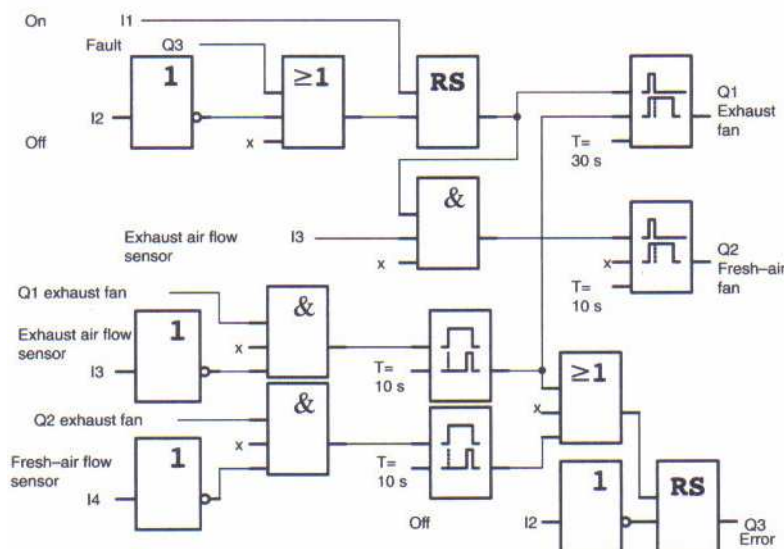 On I1
Fault Q3
1
≥1
RS
I2
x
Off
T=
30 s
Q1
Exhaust
fan
&
Exhaust air flow
sensor
I3
x
x
T=
10 s
Q2
Fresh–air
fan
Q1 exhaust fan
&
Exhaust air flow
sensor
1
x
I3
T=
10 s
≥1
x
Q2 exhaust fan
&
x
Fresh–air flow
sensor
1
I4
T=
10 s
Off I2
1
RS
Q3
Error